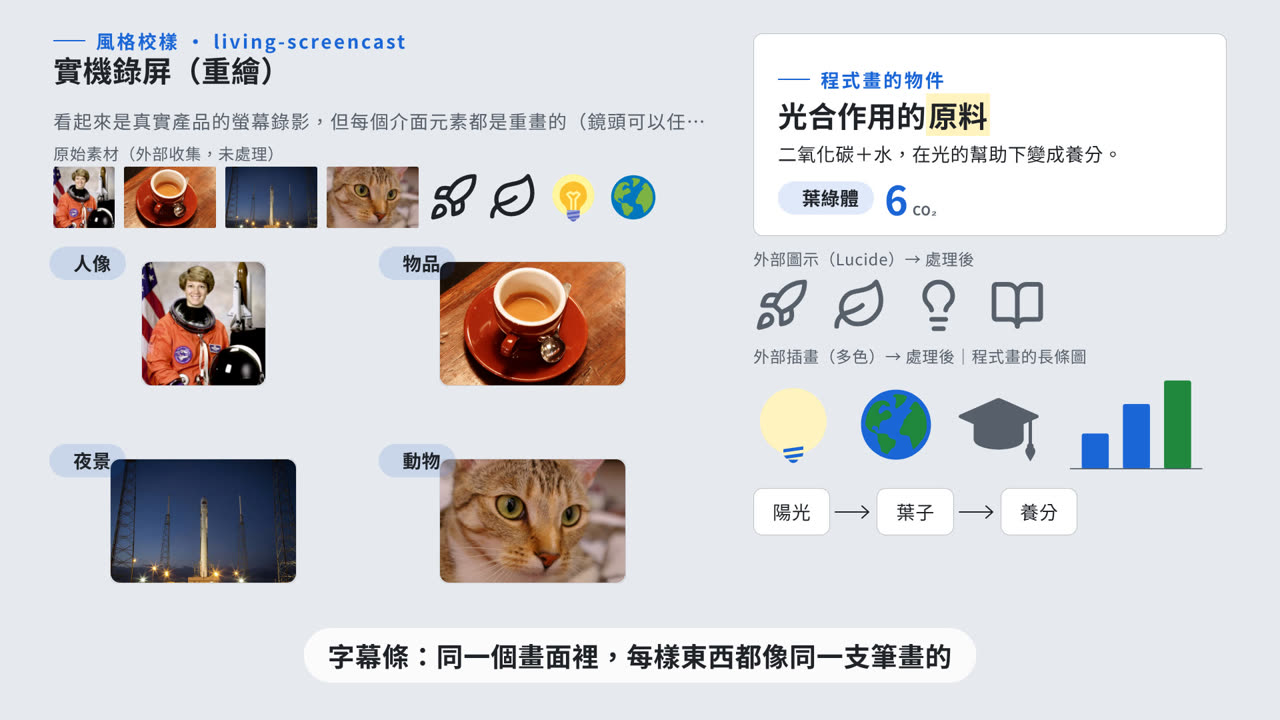 風格校樣 · living-screencast
實機錄屏（重繪）
看起來是真實產品的螢幕錄影，但每個介面元素都是重畫的（鏡頭可以任…
原始素材（外部收集，未處理）
人像
物品
夜景
動物
程式畫的物件
光合作用的原料
二氧化碳＋水，在光的幫助下變成養分。
葉綠體 6 CO₂
外部圖示（Lucide）→ 處理後
外部插畫（多色）→ 處理後｜程式畫的長條圖
陽光 → 葉子 → 養分
字幕條：同一個畫面裡，每樣東西都像同一支筆畫的